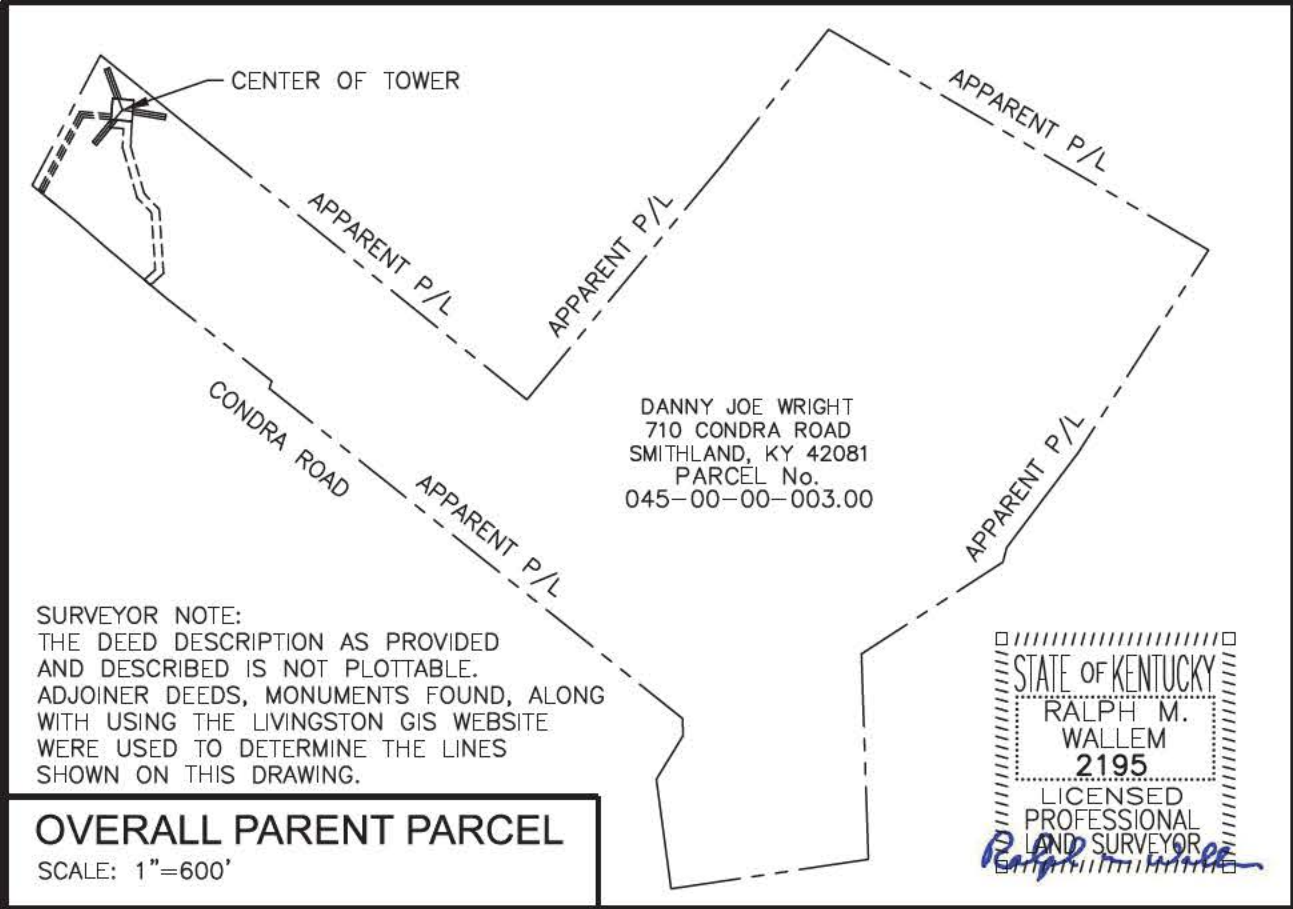 CENTER OF TOWER
APPARENT P/L
APPARENT P/L
APPARENT P/L
APPARENT P/L
APPARENT P/L
CONDRA ROAD
DANNY JOE WRIGHT
710 CONDRA ROAD
SMITHLAND, KY 42081
PARCEL No.
045-00-00-003.00
SURVEYOR NOTE:
THE DEED DESCRIPTION AS PROVIDED
AND DESCRIBED IS NOT PLOTTABLE.
ADJOINER DEEDS, MONUMENTS FOUND, ALONG
WITH USING THE LIVINGSTON GIS WEBSITE
WERE USED TO DETERMINE THE LINES
SHOWN ON THIS DRAWING.
OVERALL PARENT PARCEL
SCALE: 1"=600'
STATE OF KENTUCKY
RALPH M.
WALLEM
2195
LICENSED
PROFESSIONAL
LAND SURVEYOR
Ralph m Wallem